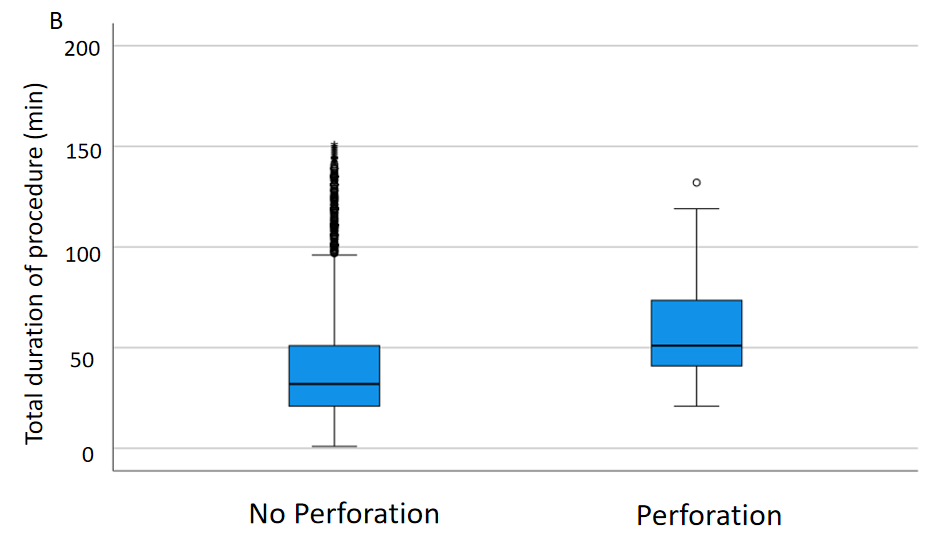 B
200
150
100
50
0
Total duration of procedure (min)
No Perforation
Perforation